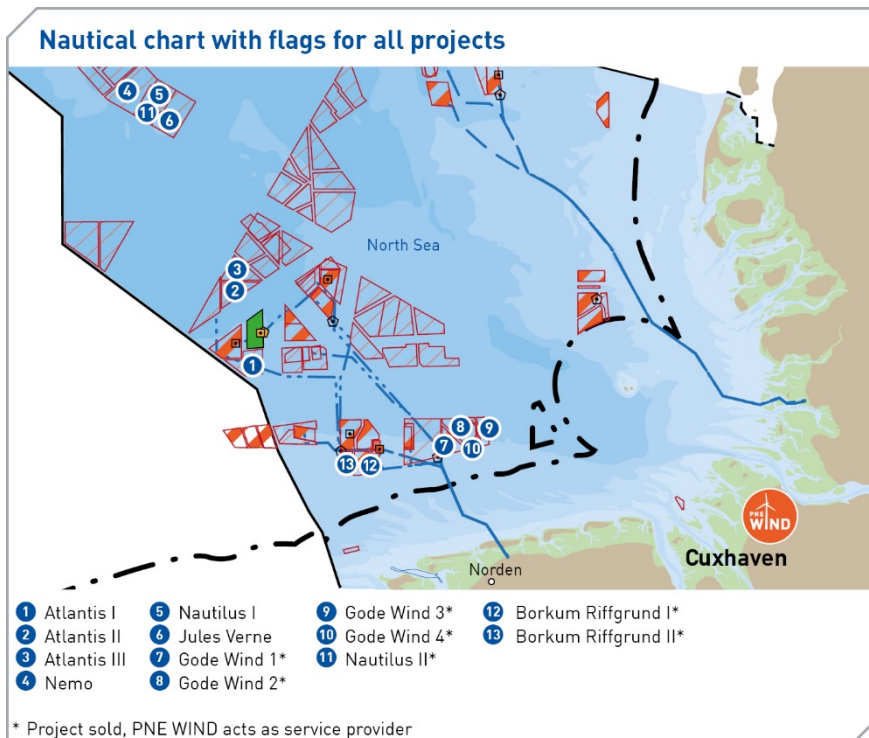 Nautical chart with flags for all projects
4
5
11
6
North Sea
3
2
1
8
9
7
10
13
12
PNE
WIND
Cuxhaven
Norden
1 Atlantis I
2 Atlantis II
3 Atlantis III
4 Nemo
5 Nautilus I
6 Jules Verne
7 Gode Wind 1*
8 Gode Wind 2*
9 Gode Wind 3*
10 Gode Wind 4*
11 Nautilus II*
12 Borkum Riffgrund I*
13 Borkum Riffgrund II*
* Project sold, PNE WIND acts as service provider